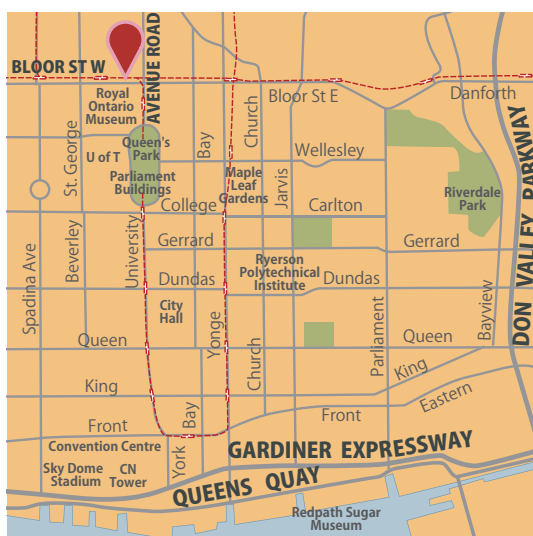 BLOOR ST W
AVENUE ROAD
Royal
Ontario
Museum
Bloor St E
Danforth
St. George
U of T
Queen's
Park
Bay
Church
Wellesley
Parliament
Buildings
Maple
Leaf
Gardens
Jarvis
Riverdale
Park
DON VALLEY PARKWAY
College
Carlton
Spadina Ave
Beverley
University
Gerrard
Gerrard
Ryerson
Polytechnical
Institute
Dundas
Dundas
City
Hall
Yonge
Parliament
Bayview
Queen
Queen
Church
King
King
Bay
Eastern
Front
Front
Convention Centre
GARDINER EXPRESSWAY
Sky Dome
Stadium
CN
Tower
York
QUEENS QUAY
Redpath Sugar
Museum